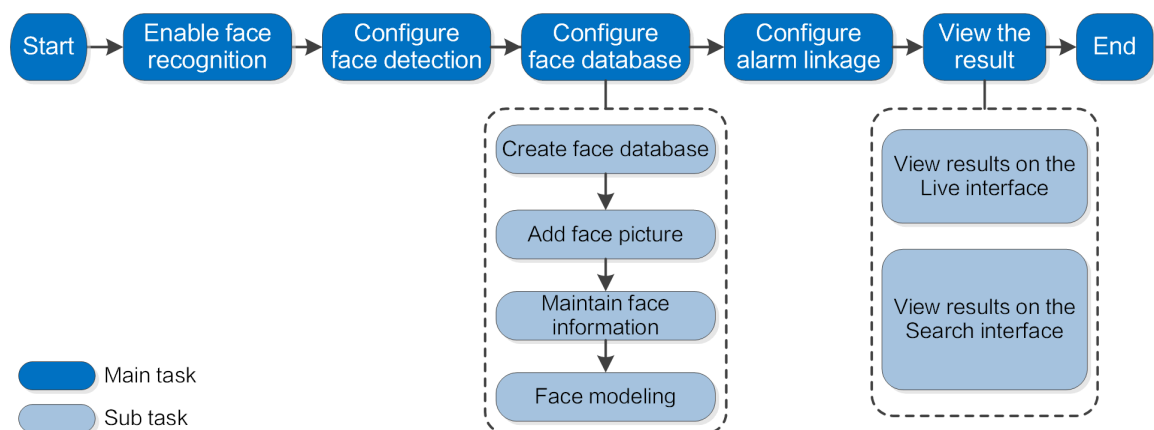 Start
Enable face
recognition
Configure
face detection
Configure
face database
Configure
alarm linkage
View the
result
End
Create face database
Add face picture
Maintain face
information
Face modeling
View results on the
Live interface
View results on the
Search interface
Main task
Sub task